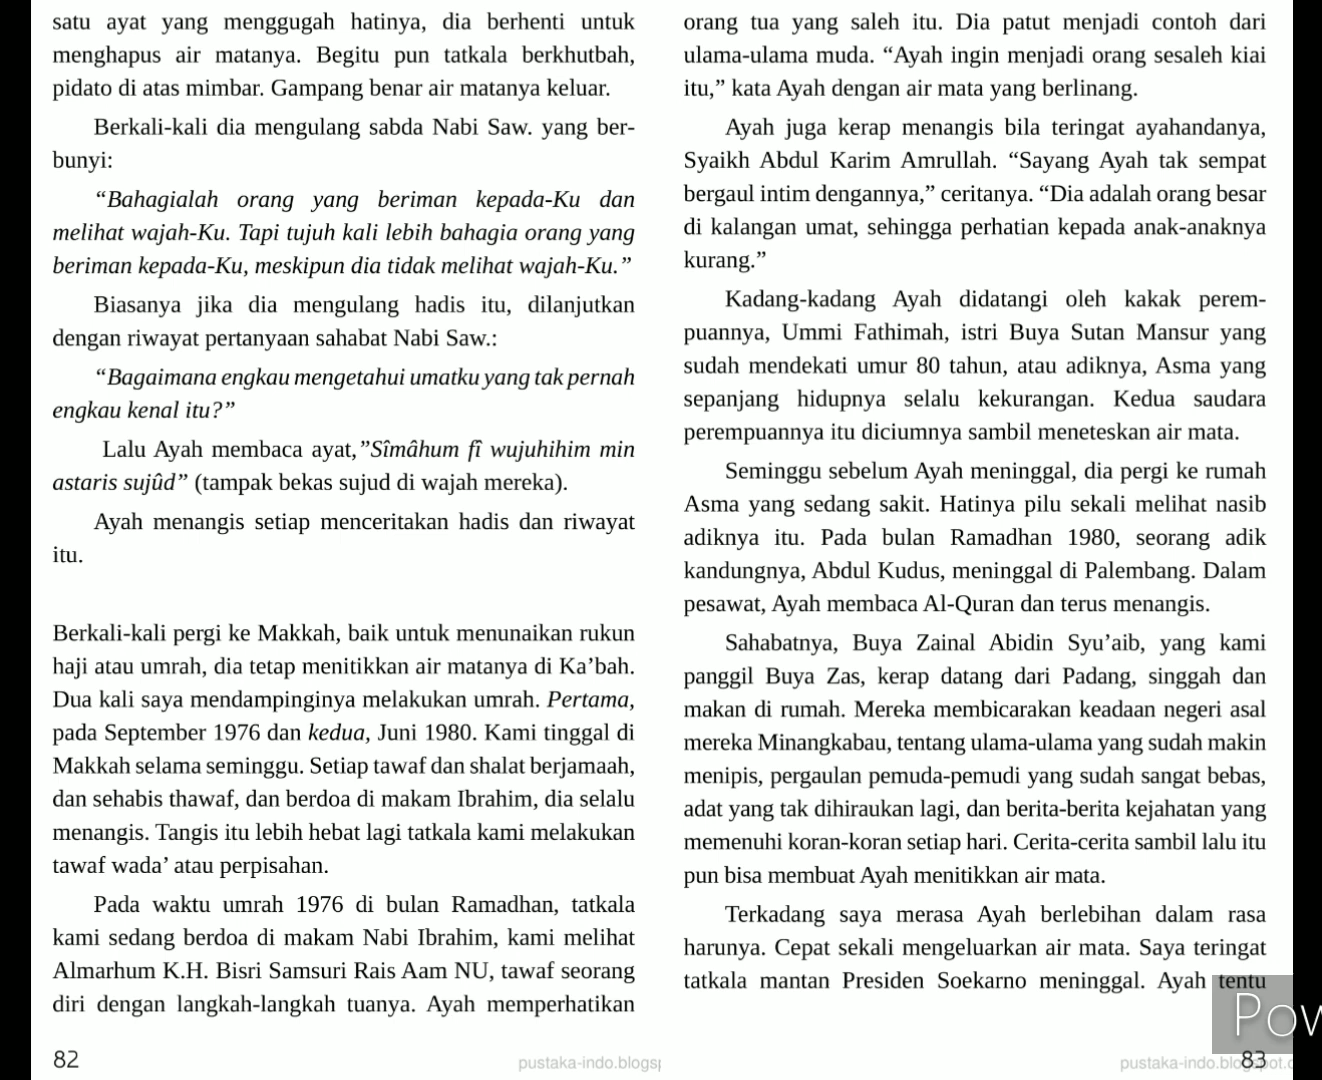 satu ayat yang menggugah hatinya, dia berhenti untuk
menghapus air matanya. Begitu pun tatkala berkhutbah,
pidato di atas mimbar. Gampang benar air matanya keluar.
Berkali-kali dia mengulang sabda Nabi Saw. yang ber-
bunyi:
“Bahagialah orang yang beriman kepada-Ku dan
melihat wajah-Ku. Tapi tujuh kali lebih bahagia orang yang
beriman kepada-Ku, meskipun dia tidak melihat wajah-Ku.”
Biasanya jika dia mengulang hadis itu, dilanjutkan
dengan riwayat pertanyaan sahabat Nabi Saw.:
“Bagaimana engkau mengetahui umatku yang tak pernah
engkau kenal itu?”
Lalu Ayah membaca ayat,”Sîmâhum fî wujuhihim min
astaris sujûd” (tampak bekas sujud di wajah mereka).
Ayah menangis setiap menceritakan hadis dan riwayat
itu.
Berkali-kali pergi ke Makkah, baik untuk menunaikan rukun
haji atau umrah, dia tetap menitikkan air matanya di Ka’bah.
Dua kali saya mendampinginya melakukan umrah. Pertama,
pada September 1976 dan kedua, Juni 1980. Kami tinggal di
Makkah selama seminggu. Setiap tawaf dan shalat berjamaah,
dan sehabis thawaf, dan berdoa di makam Ibrahim, dia selalu
menangis. Tangis itu lebih hebat lagi tatkala kami melakukan
tawaf wada’ atau perpisahan.
Pada waktu umrah 1976 di bulan Ramadhan, tatkala
kami sedang berdoa di makam Nabi Ibrahim, kami melihat
Almarhum K.H. Bisri Samsuri Rais Aam NU, tawaf seorang
diri dengan langkah-langkah tuanya. Ayah memperhatikan
82
pustaka-indo.blogsp
orang tua yang saleh itu. Dia patut menjadi contoh dari
ulama-ulama muda. “Ayah ingin menjadi orang sesaleh kiai
itu,” kata Ayah dengan air mata yang berlinang.
Ayah juga kerap menangis bila teringat ayahandanya,
Syaikh Abdul Karim Amrullah. “Sayang Ayah tak sempat
bergaul intim dengannya,” ceritanya. “Dia adalah orang besar
di kalangan umat, sehingga perhatian kepada anak-anaknya
kurang.”
Kadang-kadang Ayah didatangi oleh kakak perem-
puannya, Ummi Fathimah, istri Buya Sutan Mansur yang
sudah mendekati umur 80 tahun, atau adiknya, Asma yang
sepanjang hidupnya selalu kekurangan. Kedua saudara
perempuannya itu diciumnya sambil meneteskan air mata.
Seminggu sebelum Ayah meninggal, dia pergi ke rumah
Asma yang sedang sakit. Hatinya pilu sekali melihat nasib
adiknya itu. Pada bulan Ramadhan 1980, seorang adik
kandungnya, Abdul Kudus, meninggal di Palembang. Dalam
pesawat, Ayah membaca Al-Quran dan terus menangis.
Sahabatnya, Buya Zainal Abidin Syu’aib, yang kami
panggil Buya Zas, kerap datang dari Padang, singgah dan
makan di rumah. Mereka membicarakan keadaan negeri asal
mereka Minangkabau, tentang ulama-ulama yang sudah makin
menipis, pergaulan pemuda-pemudi yang sudah sangat bebas,
adat yang tak dihiraukan lagi, dan berita-berita kejahatan yang
memenuhi koran-koran setiap hari. Cerita-cerita sambil lalu itu
pun bisa membuat Ayah menitikkan air mata.
Terkadang saya merasa Ayah berlebihan dalam rasa
harunya. Cepat sekali mengeluarkan air mata. Saya teringat
tatkala mantan Presiden Soekarno meninggal. Ayah tentu
Pow
pustaka-indo.blogspot.c
83